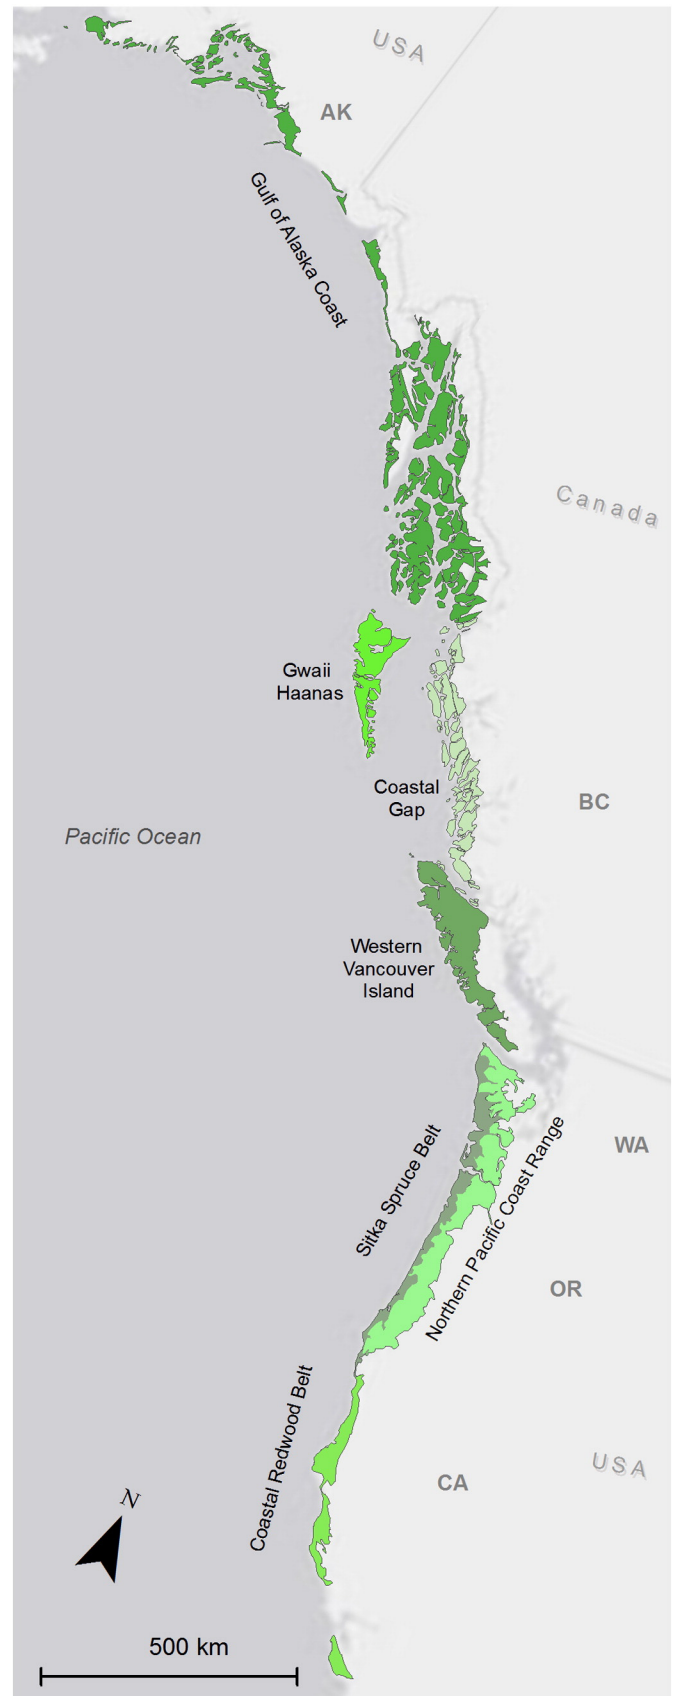 USA
AK
Gulf of Alaska Coast
Canada
Gwaii
Haanas
Coastal
Gap
BC
Pacific Ocean
Western
Vancouver
Island
WA
Sitka Spruce Belt
Northern Pacific Coast Range
OR
Coastal Redwood Belt
USA
CA
N
500 km